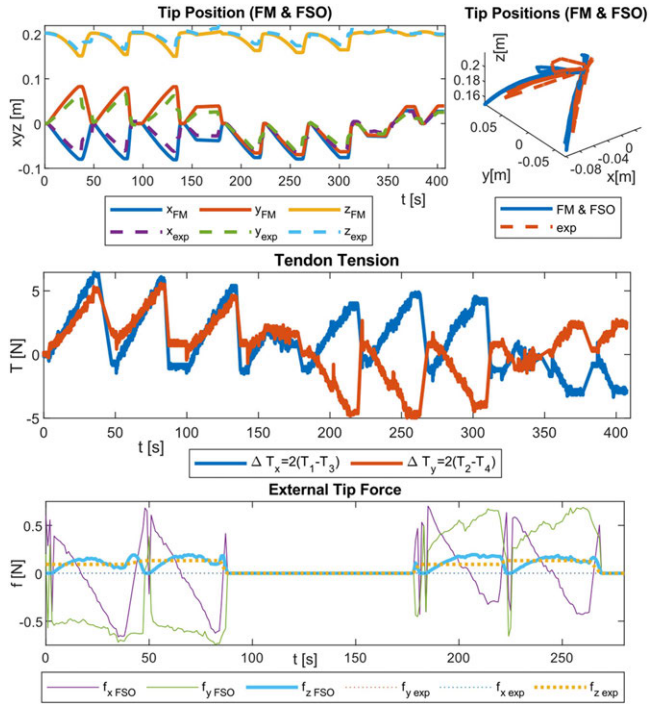 Tip Position (FM & FSO)
xyz [m]
0.2
0.1
0
-0.1
0 50 100 150 200 250 300 350 400
t [s]
x_FM y_FM z_FM
x_exp y_exp z_exp
Tip Positions (FM & FSO)
z[m]
0.2
0.18
0.16
0.05
0
-0.05
y[m]
0
-0.04
-0.08
x[m]
FM & FSO
exp
Tendon Tension
T [N]
5
0
-5
0 50 100 150 200 250 300 350 400
t [s]
Δ T_x=2(T_1-T_3) Δ T_y=2(T_2-T_4)
External Tip Force
f [N]
0.5
0
-0.5
0 50 100 150 200 250
t [s]
f_x FSO f_y FSO f_z FSO f_y exp f_x exp f_z exp